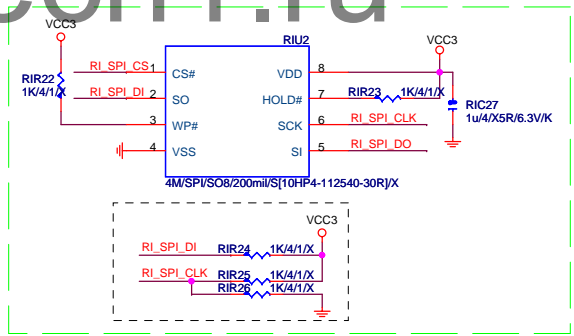 com1.ru
VCC3
RIU2
VCC3
RI_SPI_CS 1 CS# VDD 8
RIR22
1K/4/1/X
RI_SPI_DI 2 SO HOLD# 7 RIR23 1K/4/1/X
IC27
1u/4/X5R/6.3V/K
3 WP# SCK 6 RI_SPI_CLK
4 VSS SI 5 RI_SPI_DO
4M/SPI/SO8/200mil/S[10HP4-112540-30R]/X
VCC3
RI_SPI_DI RIR24 1K/4/1/X
RI_SPI_CLK RIR25 1K/4/1/X
RIR26 1K/4/1/X